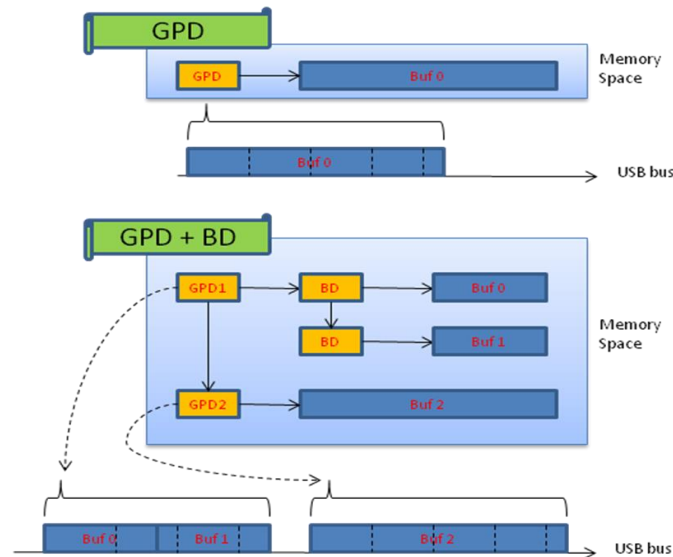 GPD
GPD
Buf 0
Memory
Space
Buf 0
USB bus
GPD + BD
GPD1
BD
Buf 0
BD
Buf 1
Memory
Space
GPD2
Buf 2
Buf 0
Buf 1
Buf 2
USB bus